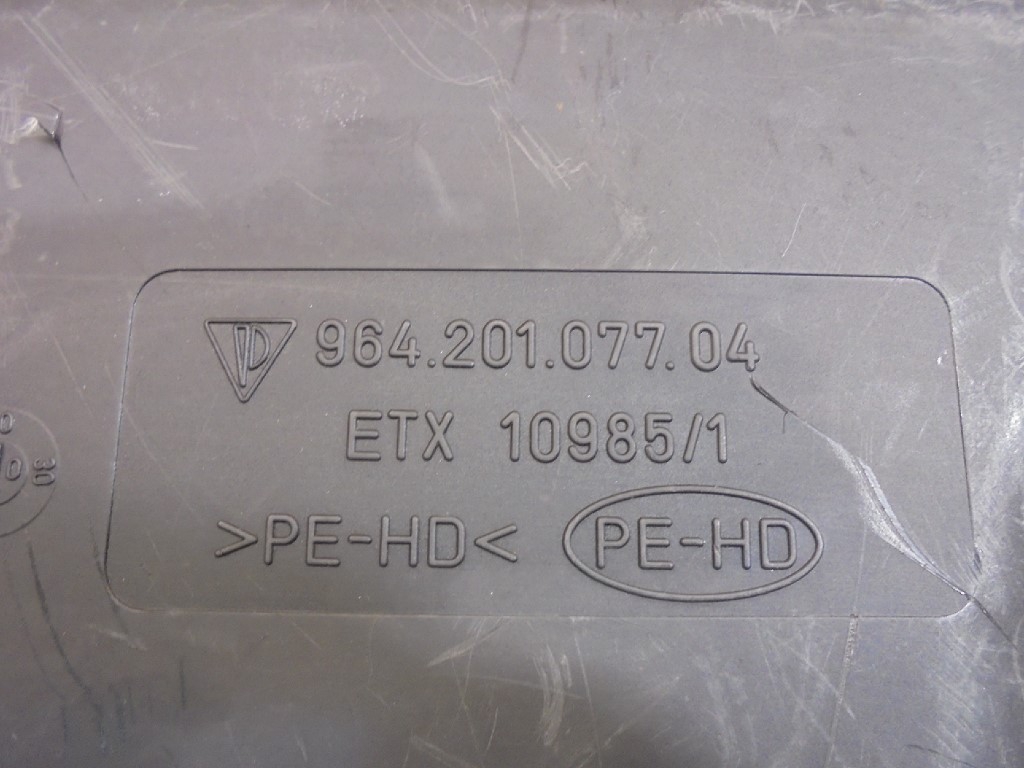 964.201.077.04
ETX 10985/1
>PE-HD< PE-HD